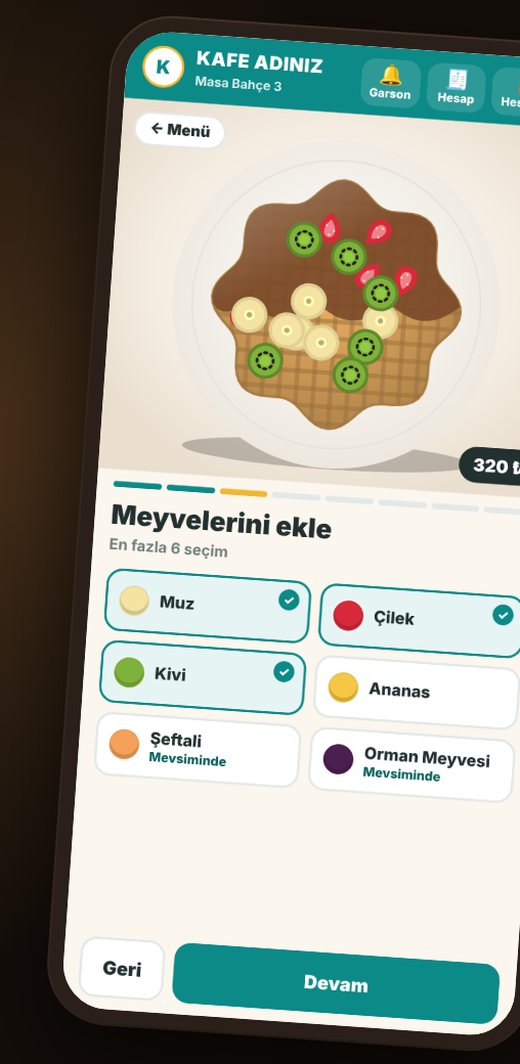 K
KAFE ADINIZ
Masa Bahçe 3
Garson
Hesap
← Menü
320 ₺
Meyvelerini ekle
En fazla 6 seçim
Muz
Çilek
Kivi
Ananas
Şeftali
Mevsiminde
Orman Meyvesi
Mevsiminde
Geri
Devam